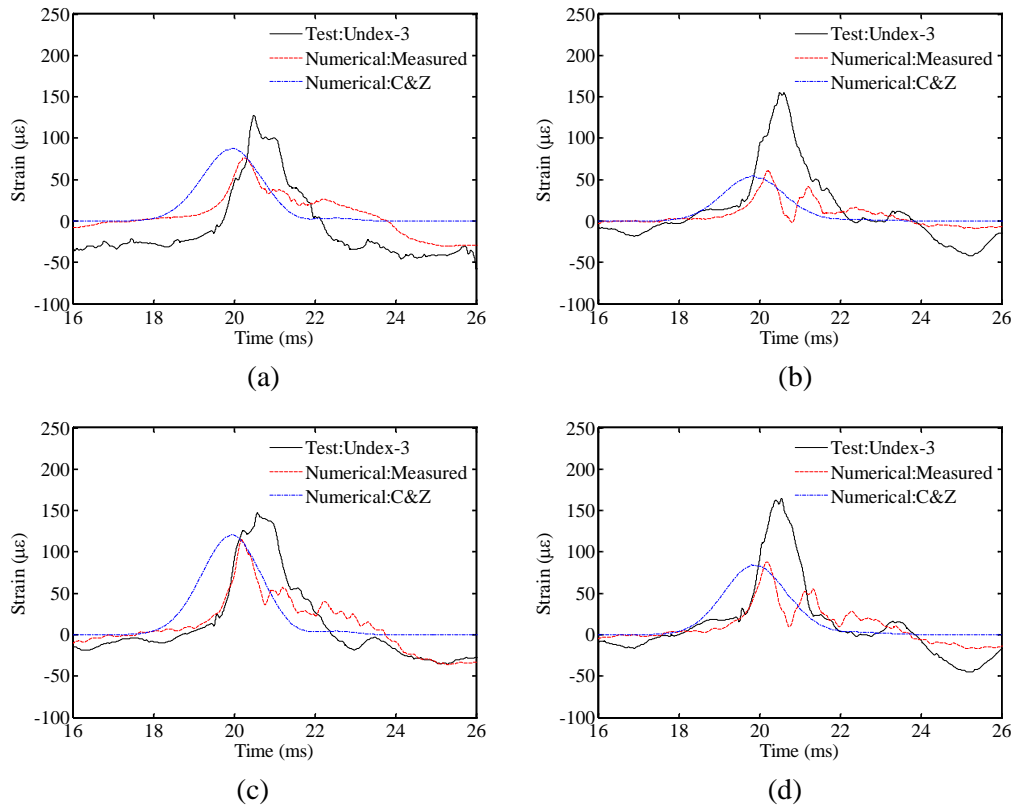 250
200
150
100
50
0
-50
-100
Strain (με)
Test:Undex-3
Numerical:Measured
Numerical:C&Z
16 18 20 22 24 26
Time (ms)
(a)
250
200
150
100
50
0
-50
-100
Strain (με)
Test:Undex-3
Numerical:Measured
Numerical:C&Z
16 18 20 22 24 26
Time (ms)
(b)
250
200
150
100
50
0
-50
-100
Strain (με)
Test:Undex-3
Numerical:Measured
Numerical:C&Z
16 18 20 22 24 26
Time (ms)
(c)
250
200
150
100
50
0
-50
-100
Strain (με)
Test:Undex-3
Numerical:Measured
Numerical:C&Z
16 18 20 22 24 26
Time (ms)
(d)